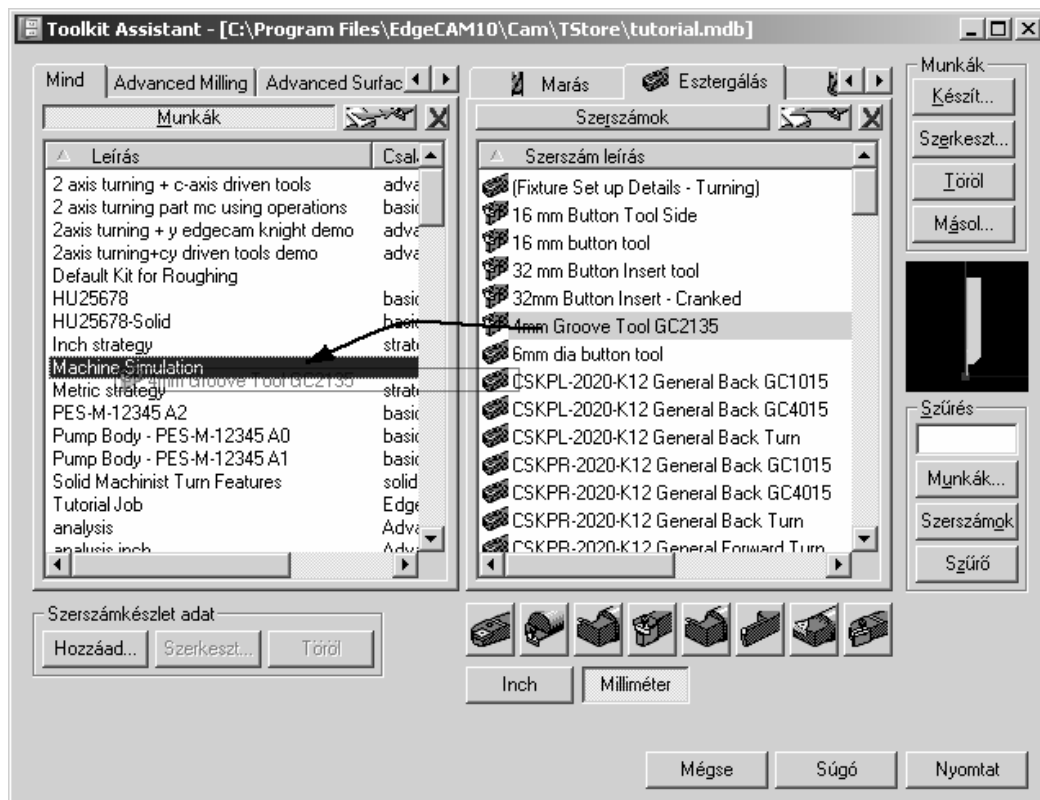 Toolkit Assistant - [C:\Program Files\EdgeCAM10\Cam\TStore\tutorial.mdb]
Mind
Advanced Milling
Advanced Surfac
Munkák
Leírás
Csal
2 axis turning + c-axis driven tools
adva
2 axis turning part mc using operations
basic
2axis turning + y edgecam knight demo
adva
2axis turning+cy driven tools demo
adva
Default Kit for Roughing
HU25678
basic
HU25678-Solid
basic
Inch strategy
strate
Machine Simulation
4mm Groove Tool GC2135
Metric strategy
strate
PES-M-12345 A2
basic
Pump Body - PES-M-12345 A0
basic
Pump Body - PES-M-12345 A1
basic
Solid Machinist Turn Features
solid
Tutorial Job
Edge
analysis
Adva
analysis inch
Adva
Marás
Esztergálás
Szerszámok
Szerszám leírás
(Fixture Set up Details - Turning)
16 mm Button Tool Side
16 mm button tool
32 mm Button Insert tool
32mm Button Insert - Cranked
4mm Groove Tool GC2135
6mm dia button tool
CSKPL-2020-K12 General Back GC1015
CSKPL-2020-K12 General Back GC4015
CSKPL-2020-K12 General Back Turn
CSKPR-2020-K12 General Back GC1015
CSKPR-2020-K12 General Back GC4015
CSKPR-2020-K12 General Back Turn
CSKPR-2020-K12 General Forward Turn
Munkák
Készít...
Szerkeszt...
Töröl
Másol...
Szűrés
Munkák...
Szerszámok
Szűrő
Szerszámkészlet adat
Hozzáad...
Szerkeszt...
Töröl
Inch
Milliméter
Mégse
Súgó
Nyomtat